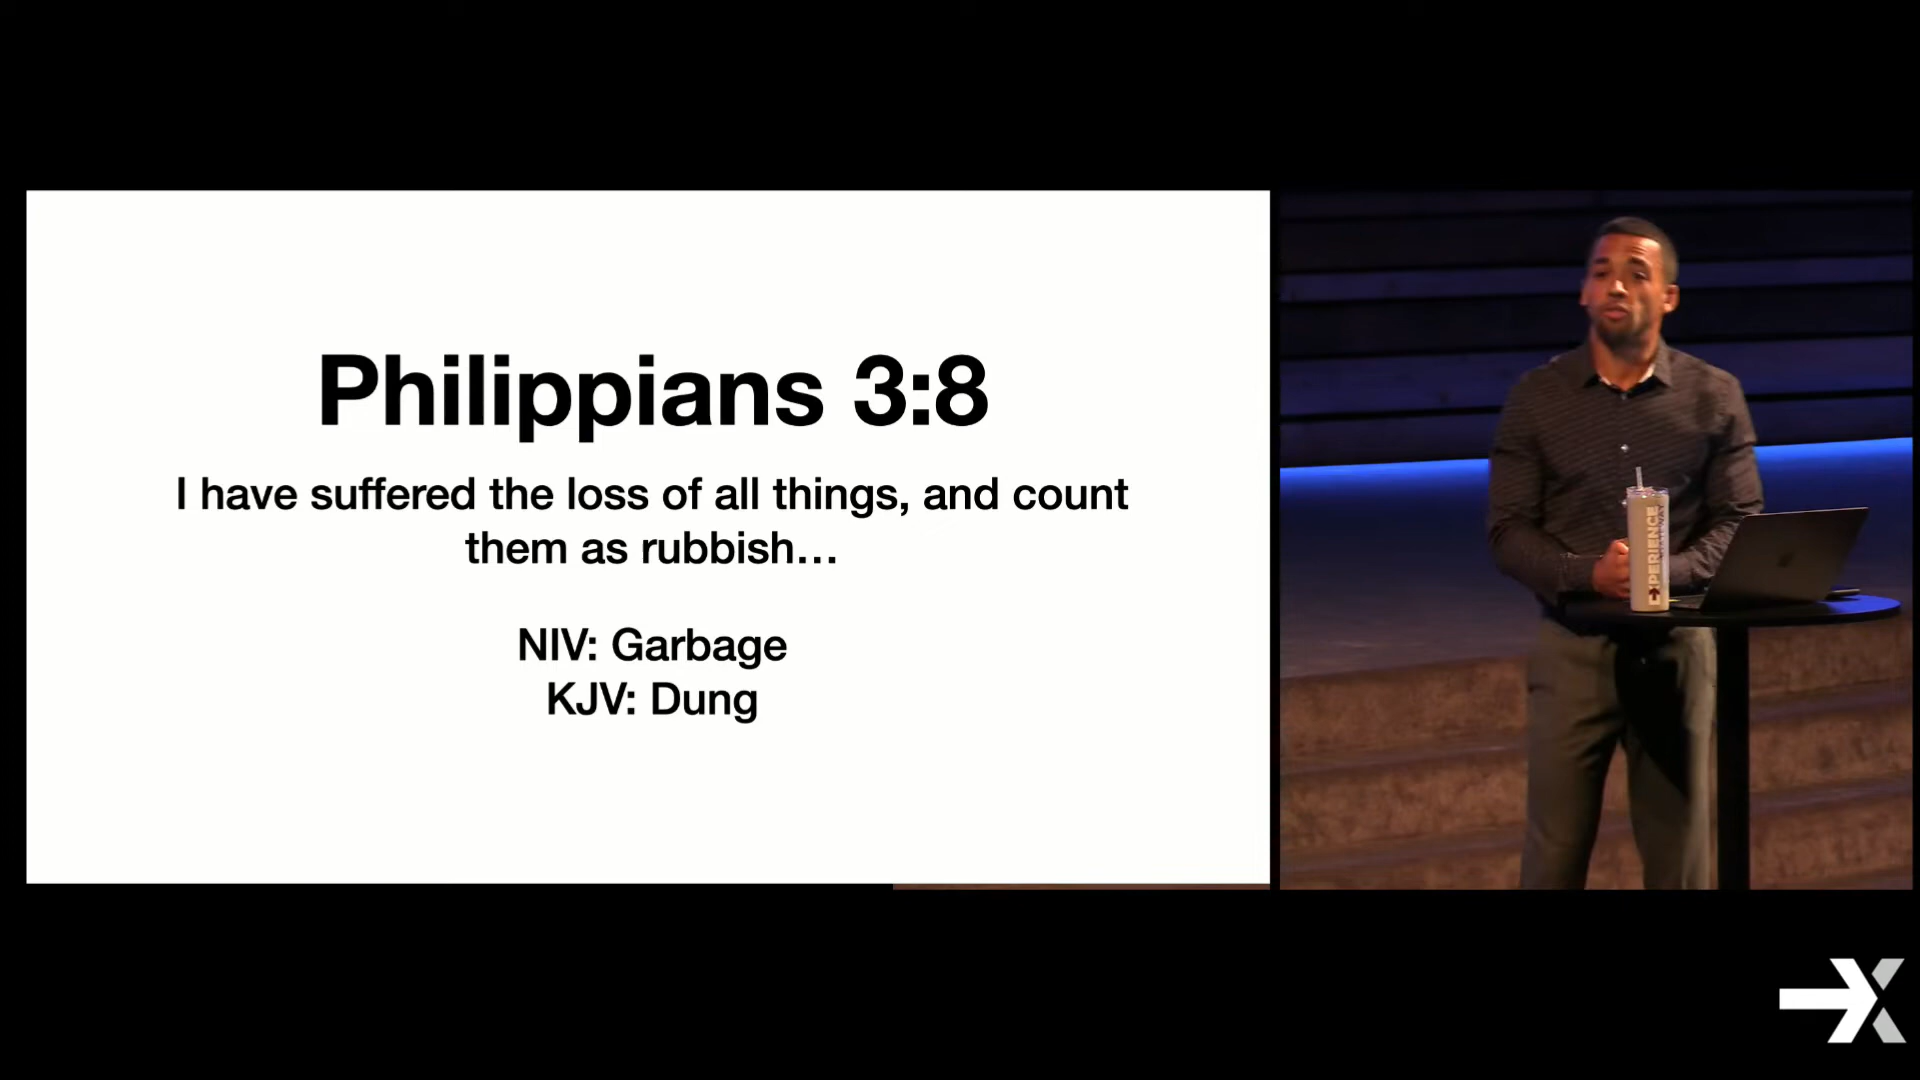 Philippians 3:8
I have suffered the loss of all things, and count
them as rubbish…
NIV: Garbage
KJV: Dung
PERIENCE
X